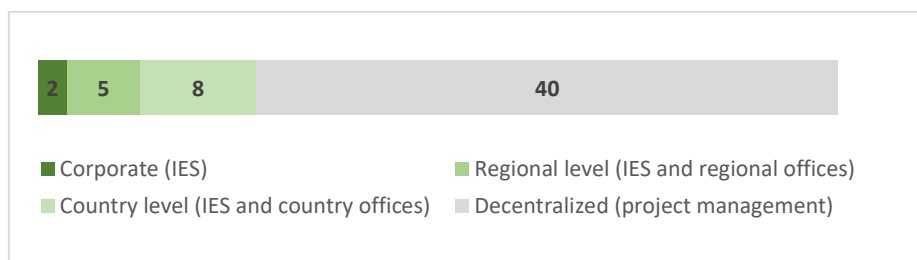 2 5 8 40
Corporate (IES) Regional level (IES and regional offices)
Country level (IES and country offices) Decentralized (project management)